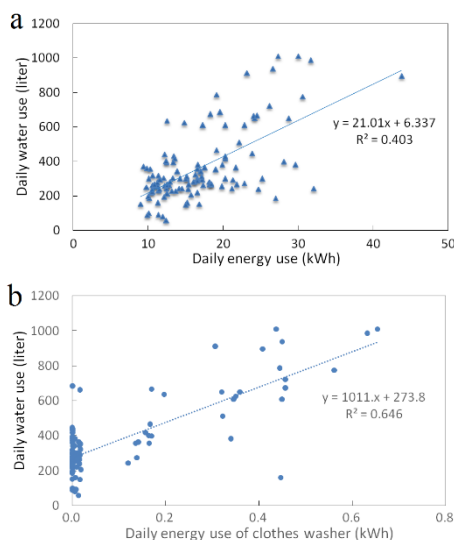 a
1200
1000
800
600
400
200
0
Daily water use (liter)
y = 21.01x + 6.337
R² = 0.403
0 10 20 30 40 50
Daily energy use (kWh)
b
1200
1000
800
600
400
200
0
Daily water use (liter)
y = 1011.x + 273.8
R² = 0.646
0.0 0.2 0.4 0.6 0.8
Daily energy use of clothes washer (kWh)